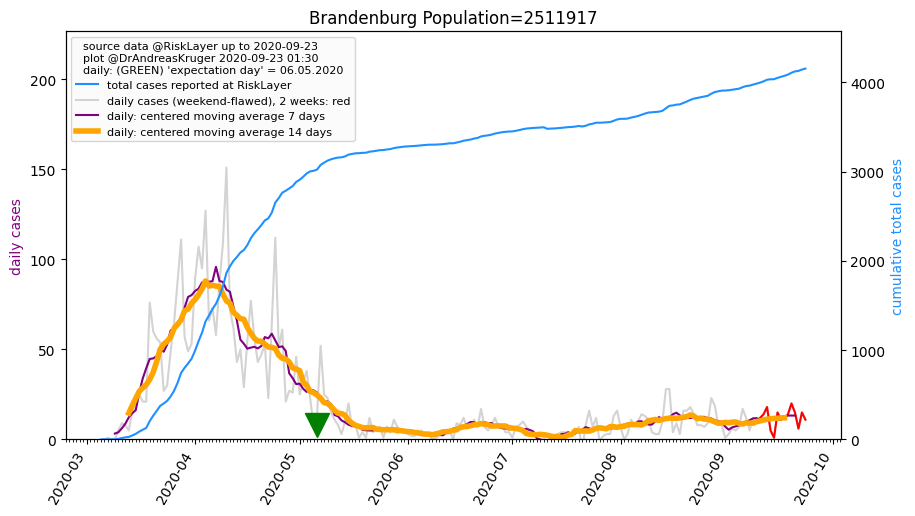 Brandenburg Population=2511917
source data @RiskLayer up to 2020-09-23
plot @DrAndreasKruger 2020-09-23 01:30
daily: (GREEN) 'expectation day' = 06.05.2020
total cases reported at RiskLayer
daily cases (weekend-flawed), 2 weeks: red
daily: centered moving average 7 days
daily: centered moving average 14 days
daily cases
200
150
100
50
0
4000
3000
2000
1000
0
cumulative total cases
2020-03
2020-04
2020-05
2020-06
2020-07
2020-08
2020-09
2020-10